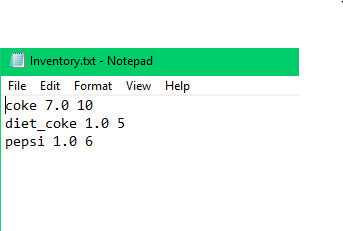 Inventory.txt - Notepad
File Edit Format View Help
coke 7.0 10
diet_coke 1.0 5
pepsi 1.0 6